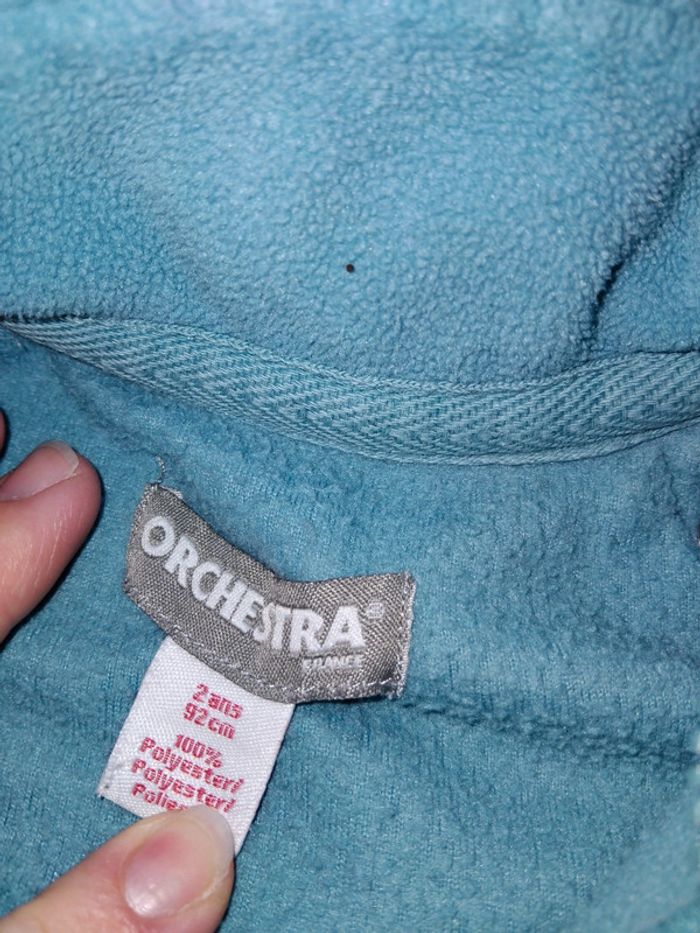 ORCHESTRA®
FRANCE
2 ans
92 cm
100%
Polyester/
Polyester/